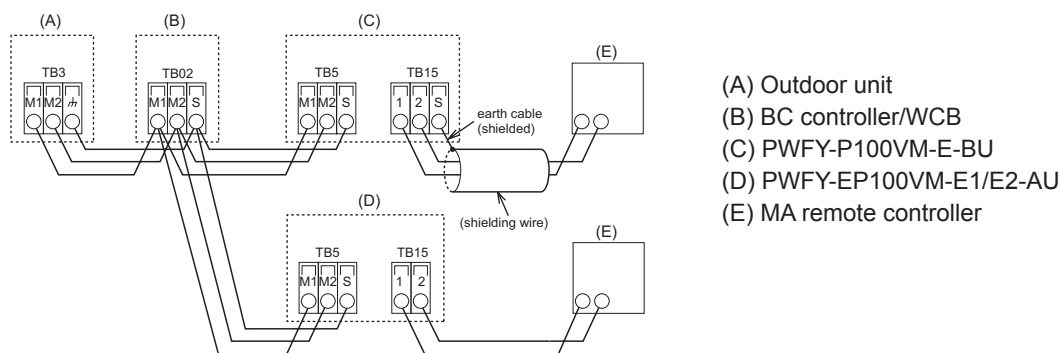 (A) (B) (C) (E)
TB3 TB02 TB5 TB15
M1 M2 M1 M2 S M1 M2 S 1 2 S
earth cable
(shielded)
(shielding wire)
(D) (E)
TB5 TB15
M1 M2 S 1 2
(A) Outdoor unit
(B) BC controller/WCB
(C) PWFY-P100VM-E-BU
(D) PWFY-EP100VM-E1/E2-AU
(E) MA remote controller